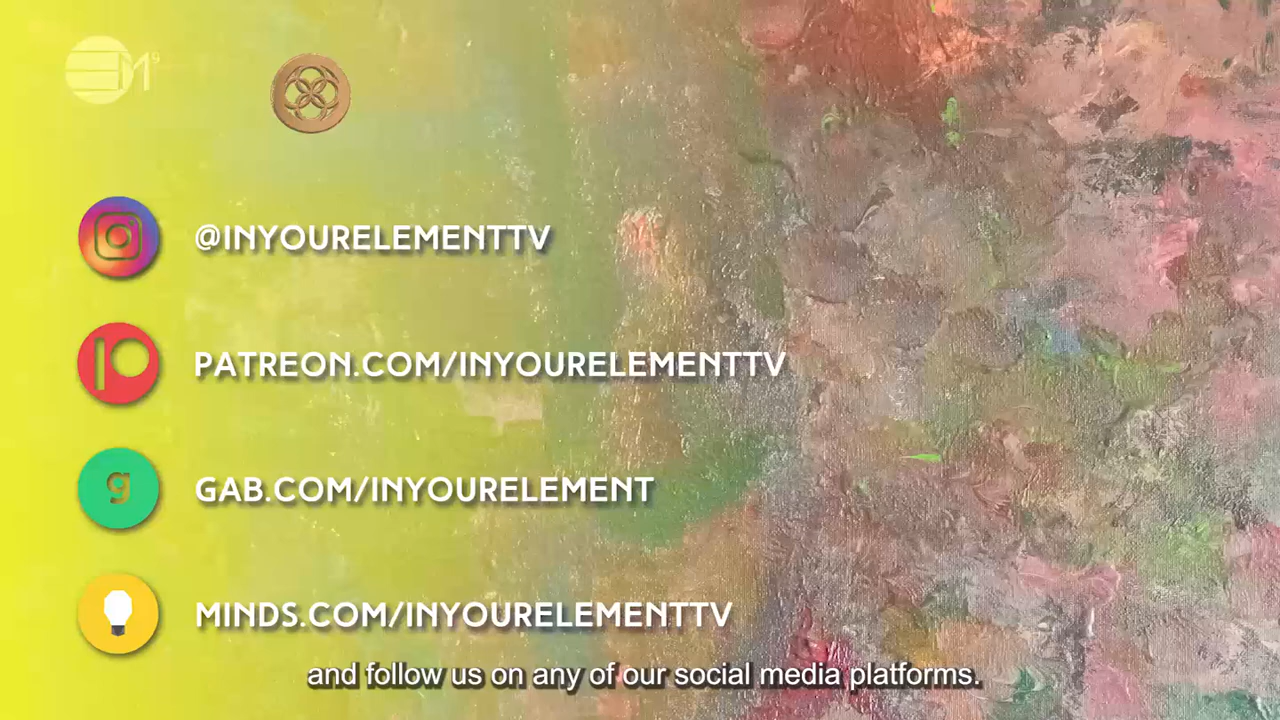 M9
@INYOURELEMENTTV
PATREON.COM/INYOURELEMENTTV
g
GAB.COM/INYOURELEMENT
MINDS.COM/INYOURELEMENTTV
and follow us on any of our social media platforms.